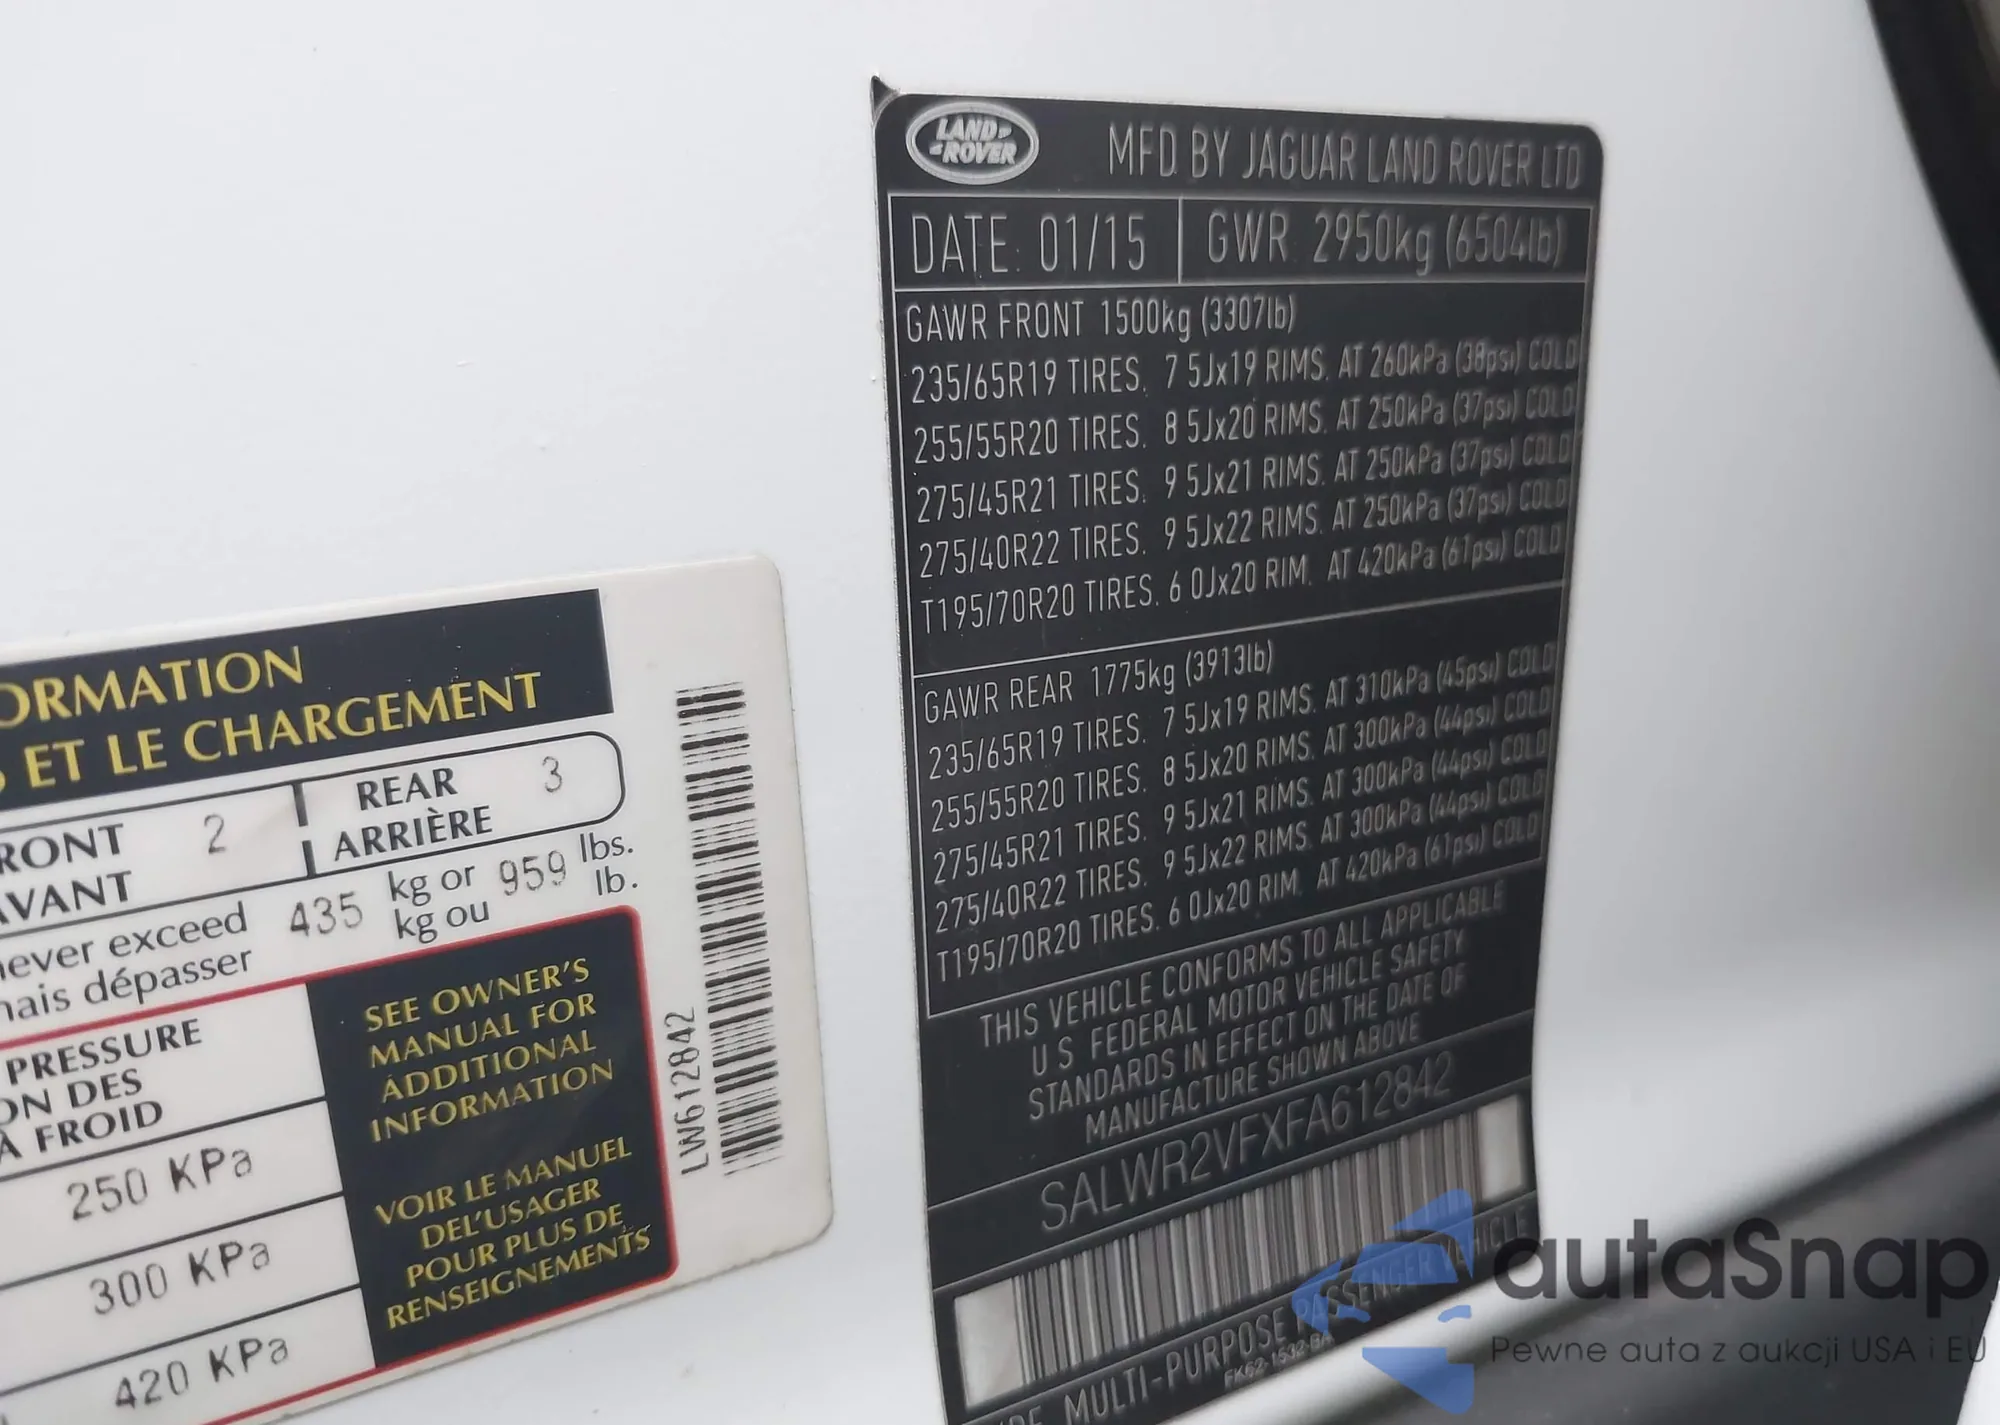 LAND ROVER
MFD BY JAGUAR LAND ROVER LTD
DATE: 01/15
GWR 2950kg (6504lb)
GAWR FRONT 1500kg (3307lb)
235/65R19 TIRES. 7 5Jx19 RIMS. AT 260kPa (38psi) COLD
255/55R20 TIRES. 8 5Jx20 RIMS. AT 250kPa (37psi) COLD
275/45R21 TIRES. 9 5Jx21 RIMS. AT 250kPa (37psi) COLD
275/40R22 TIRES. 9 5Jx22 RIMS. AT 250kPa (37psi) COLD
T195/70R20 TIRES. 6 0Jx20 RIM. AT 420kPa (61psi) COLD
GAWR REAR 1775kg (3913lb)
235/65R19 TIRES. 7 5Jx19 RIMS. AT 310kPa (45psi) COLD
255/55R20 TIRES. 8 5Jx20 RIMS. AT 300kPa (44psi) COLD
275/45R21 TIRES. 9 5Jx21 RIMS. AT 300kPa (44psi) COLD
275/40R22 TIRES. 9 5Jx22 RIMS. AT 300kPa (44psi) COLD
T195/70R20 TIRES. 6 0Jx20 RIM. AT 420kPa (61psi) COLD
THIS VEHICLE CONFORMS TO ALL APPLICABLE
U S FEDERAL MOTOR VEHICLE SAFETY
STANDARDS IN EFFECT ON THE DATE OF
MANUFACTURE SHOWN ABOVE
SALWR2VFXFA612842
MULTI-PURPOSE PASSENGER VEHICLE
FK62-1532-BA
ORMATION
ET LE CHARGEMENT
RONT 2
AVANT
REAR 3
ARRIÈRE
never exceed 435 kg or 959 lbs.
mais dépasser kg ou lb.
PRESSURE
ON DES
À FROID
250 KPa
300 KPa
420 KPa
SEE OWNER'S
MANUAL FOR
ADDITIONAL
INFORMATION
VOIR LE MANUEL
DEL'USAGER
POUR PLUS DE
RENSEIGNEMENTS
LW612842
autaSnap
Pewne auta z aukcji USA i EU